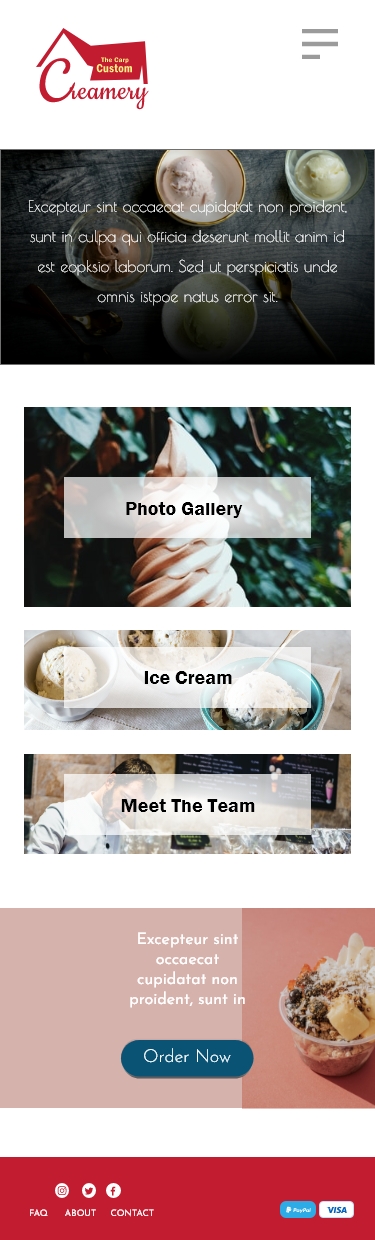 The Carp
Custom
Creamery
Excepteur sint occaecat cupidatat non proident,
sunt in culpa qui officia deserunt mollit anim id
est eopksio laborum. Sed ut perspiciatis unde
omnis istpoe natus error sit.
Photo Gallery
Ice Cream
Meet The Team
Excepteur sint
occaecat
cupidatat non
proident, sunt in
Order Now
FAQ ABOUT CONTACT
PayPal VISA